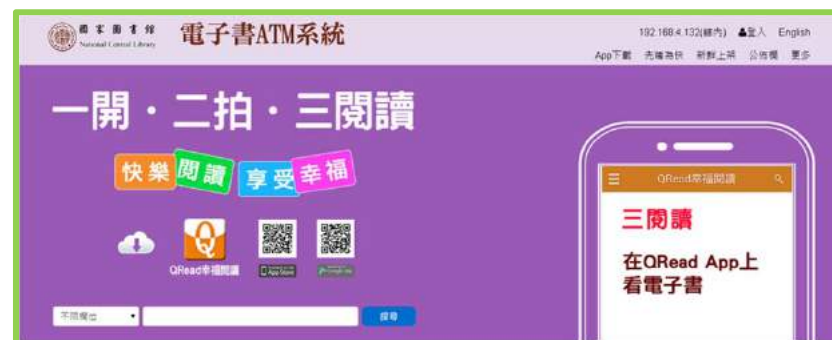 國家圖書館
National Central Library
電子書ATM系統
192.168.4.132(館內) 登入 English
App下載 先睹為快 新鮮上架 公佈欄 更多
一開・二拍・三閱讀
快樂 閱讀 享受 幸福
QRead幸福閱讀
App Store
不限欄位
搜尋
QRead幸福閱讀
三閱讀
在QRead App上
看電子書